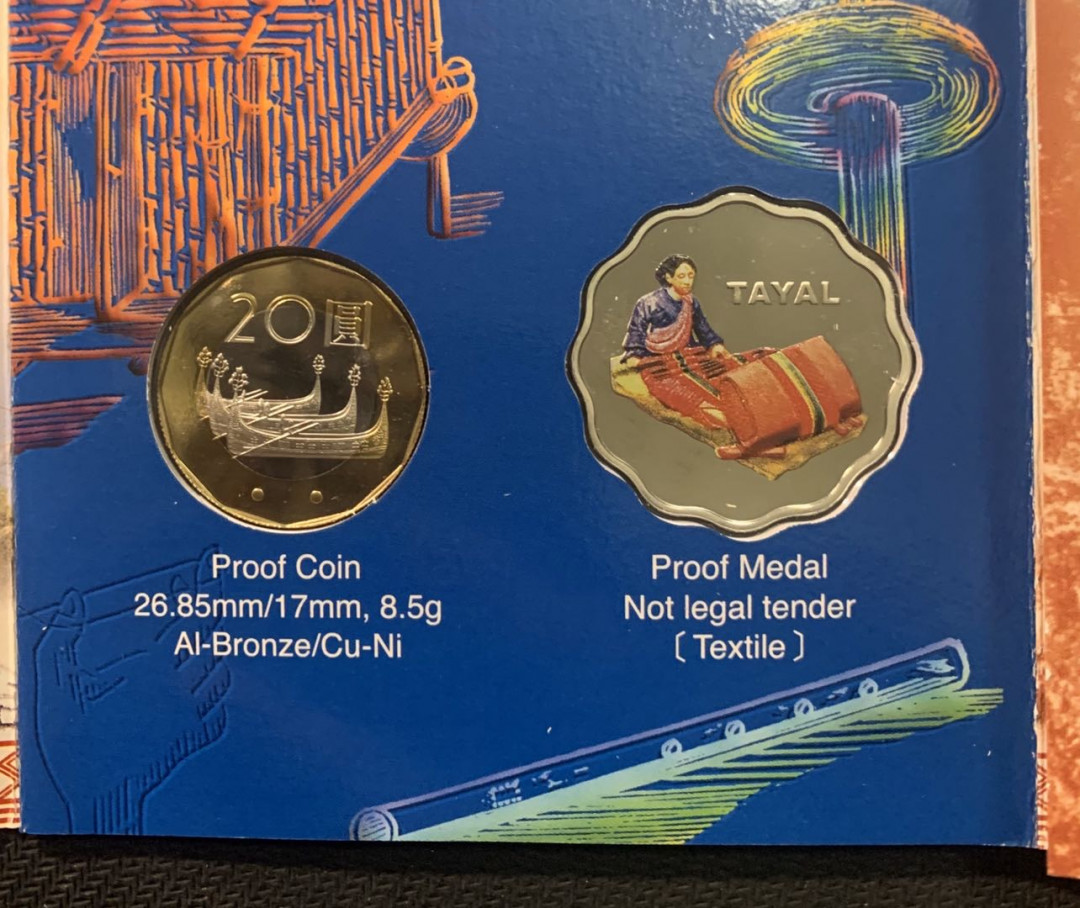 20圓
TAYAL
Proof Coin
26.85mm/17mm, 8.5g
Al-Bronze/Cu-Ni
Proof Medal
Not legal tender
〔 Textile 〕